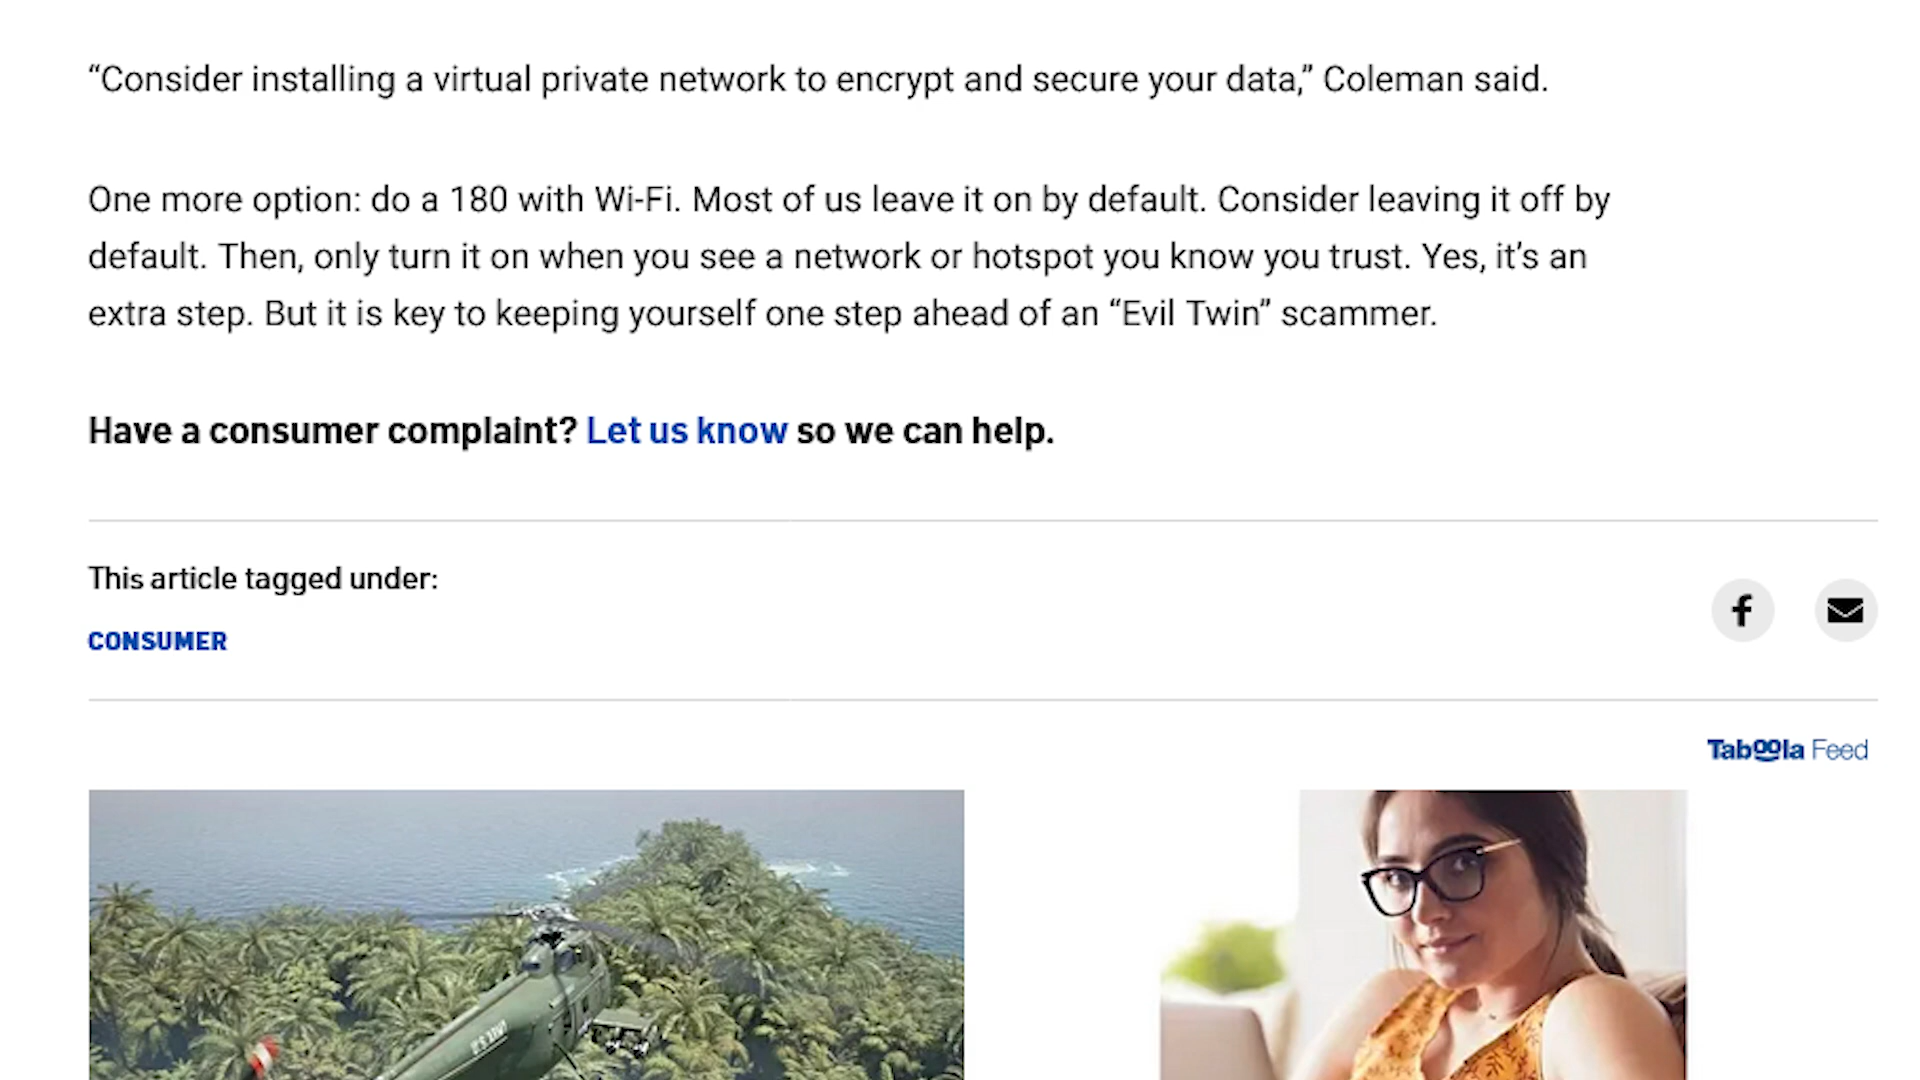 “Consider installing a virtual private network to encrypt and secure your data,” Coleman said.
One more option: do a 180 with Wi-Fi. Most of us leave it on by default. Consider leaving it off by
default. Then, only turn it on when you see a network or hotspot you know you trust. Yes, it’s an
extra step. But it is key to keeping yourself one step ahead of an “Evil Twin” scammer.
Have a consumer complaint? Let us know so we can help.
This article tagged under:
CONSUMER
Taboola Feed